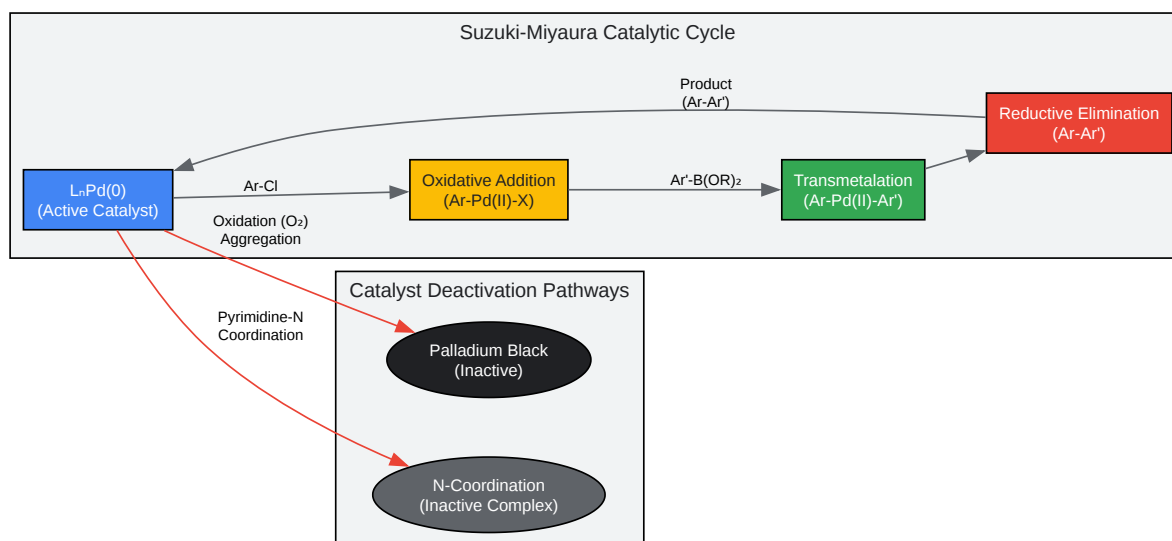 Suzuki-Miyaura Catalytic Cycle
Product
(Ar-Ar')
Reductive Elimination
(Ar-Ar')
LₙPd(0)
(Active Catalyst)
Ar-Cl
Oxidative Addition
(Ar-Pd(II)-X)
Ar'-B(OR)₂
Transmetalation
(Ar-Pd(II)-Ar')
Oxidation (O₂)
Aggregation
Catalyst Deactivation Pathways
Pyrimidine-N
Coordination
Palladium Black
(Inactive)
N-Coordination
(Inactive Complex)